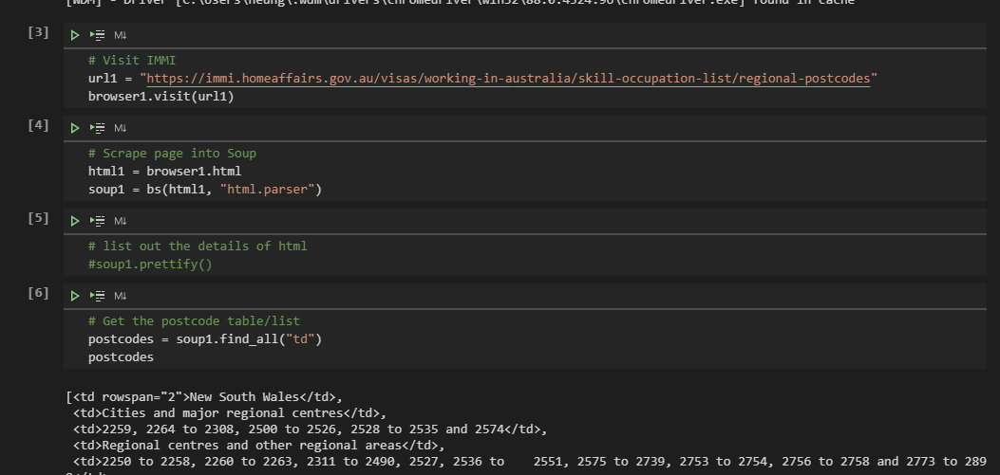 [WDM] - Driver [C:\Users\heung\.wdm\drivers\chromedriver\win32\88.0.4324.96\chromedriver.exe] found in cache
[3]
M↓
# Visit IMMI
url1 = "https://immi.homeaffairs.gov.au/visas/working-in-australia/skill-occupation-list/regional-postcodes"
browser1.visit(url1)
[4]
M↓
# Scrape page into Soup
html1 = browser1.html
soup1 = bs(html1, "html.parser")
[5]
M↓
# list out the details of html
#soup1.prettify()
[6]
M↓
# Get the postcode table/list
postcodes = soup1.find_all("td")
postcodes
[<td rowspan="2">New South Wales</td>,
<td>Cities and major regional centres</td>,
<td>2259, 2264 to 2308, 2500 to 2526, 2528 to 2535 and 2574</td>,
<td>Regional centres and other regional areas</td>,
<td>2250 to 2258, 2260 to 2263, 2311 to 2490, 2527, 2536 to    2551, 2575 to 2739, 2753 to 2754, 2756 to 2758 and 2773 to 289